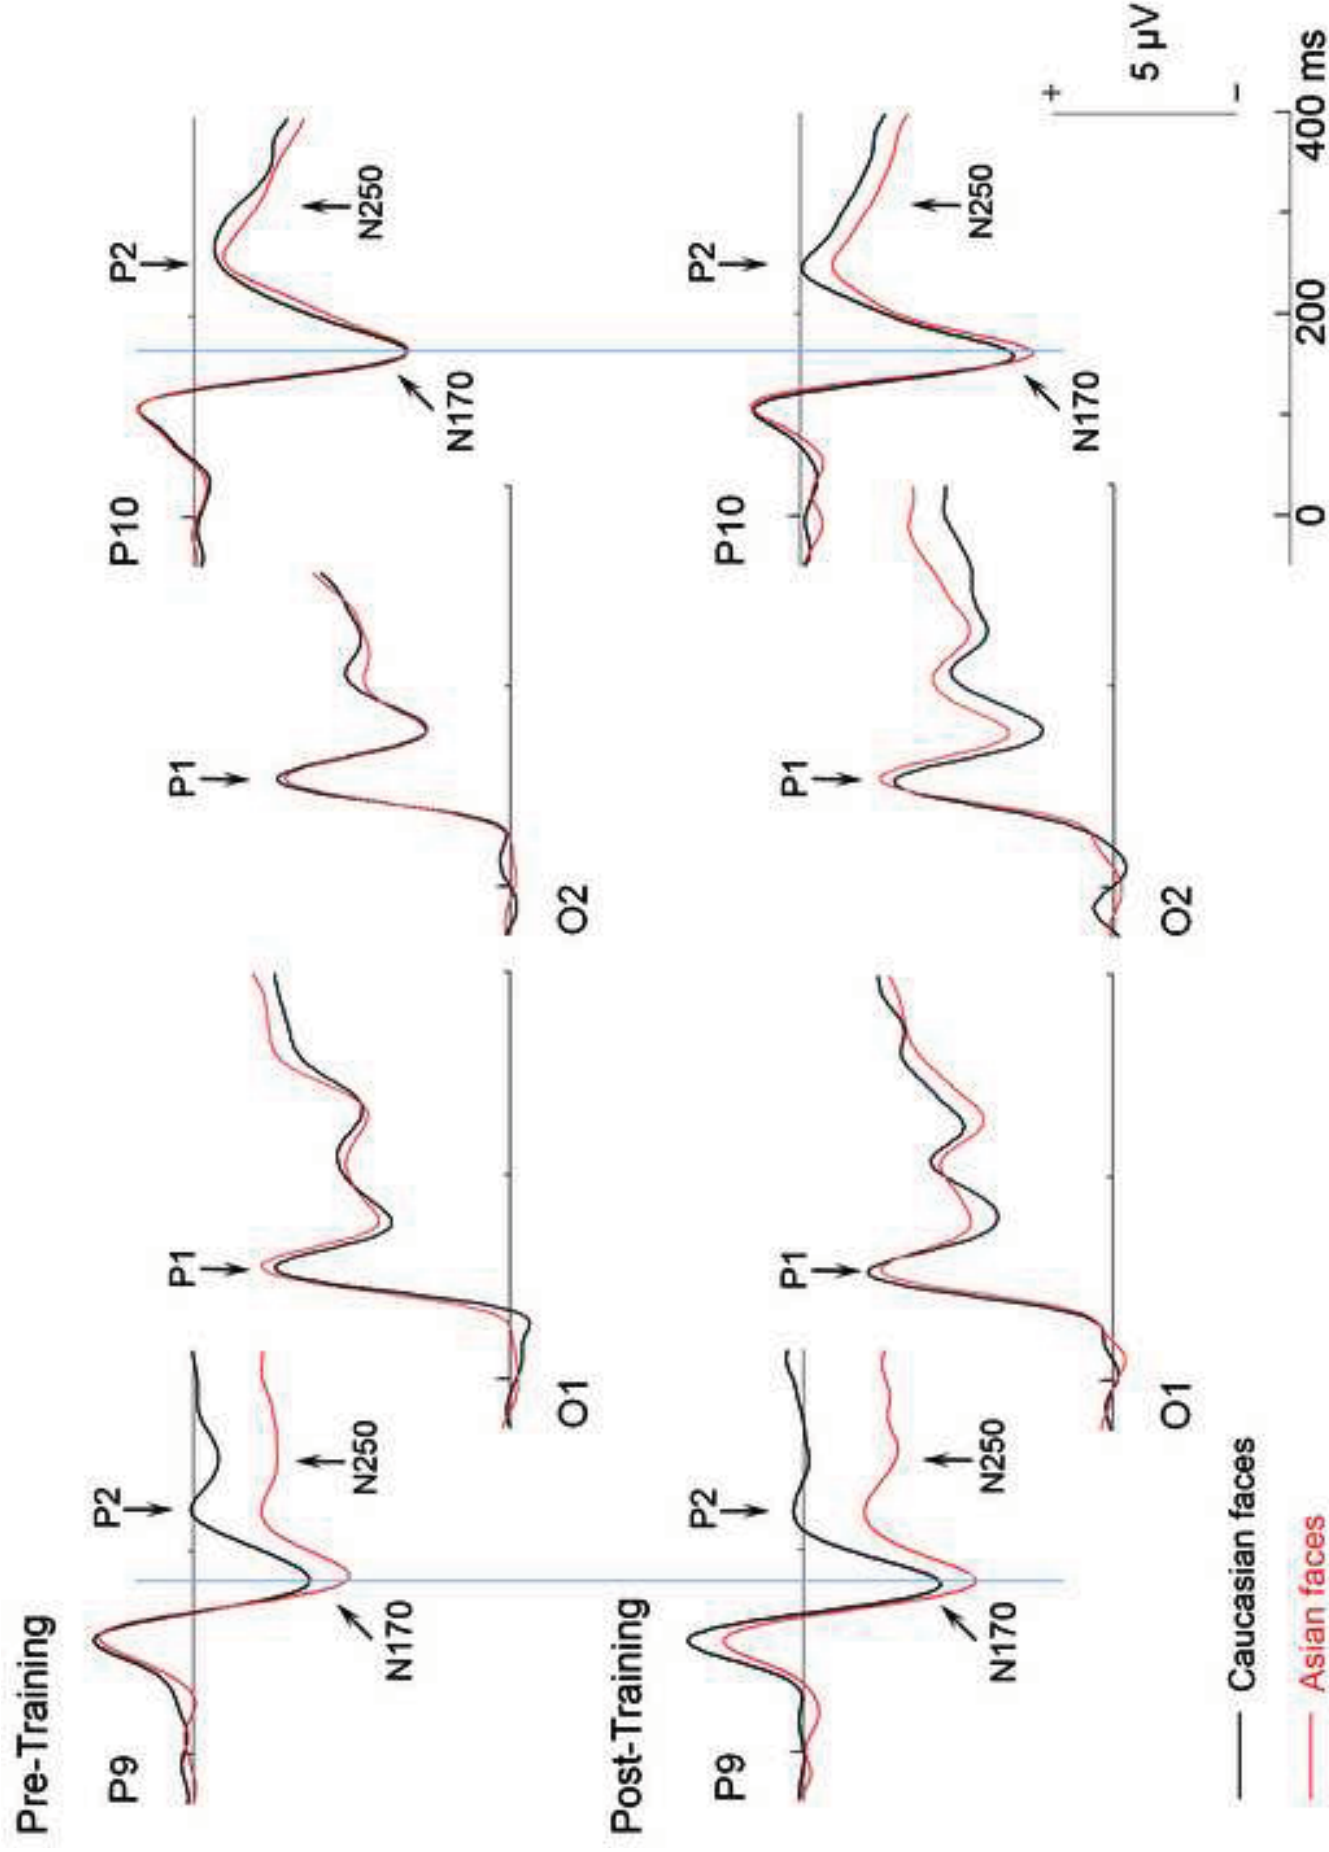 Pre-Training
P9
N170
P2
N250
O1
P1
O2
P1
P10
N170
P2
N250
Post-Training
P9
N170
P2
N250
O1
P1
O2
P1
P10
N170
P2
N250
+
5 µV
−
0 200 400 ms
Caucasian faces
Asian faces